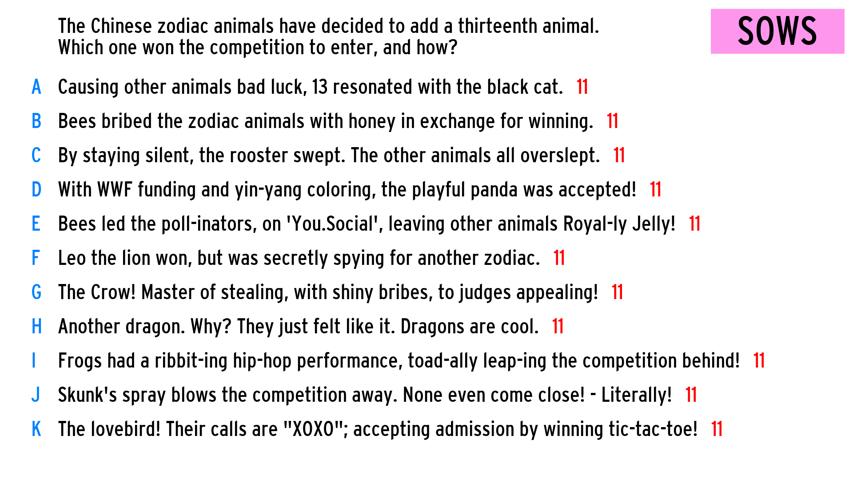 The Chinese zodiac animals have decided to add a thirteenth animal.
Which one won the competition to enter, and how?
SOWS
A Causing other animals bad luck, 13 resonated with the black cat. 11
B Bees bribed the zodiac animals with honey in exchange for winning. 11
C By staying silent, the rooster swept. The other animals all overslept. 11
D With WWF funding and yin-yang coloring, the playful panda was accepted! 11
E Bees led the poll-inators, on 'You.Social', leaving other animals Royal-ly Jelly! 11
F Leo the lion won, but was secretly spying for another zodiac. 11
G The Crow! Master of stealing, with shiny bribes, to judges appealing! 11
H Another dragon. Why? They just felt like it. Dragons are cool. 11
I Frogs had a ribbit-ing hip-hop performance, toad-ally leap-ing the competition behind! 11
J Skunk's spray blows the competition away. None even come close! - Literally! 11
K The lovebird! Their calls are "XOXO"; accepting admission by winning tic-tac-toe! 11